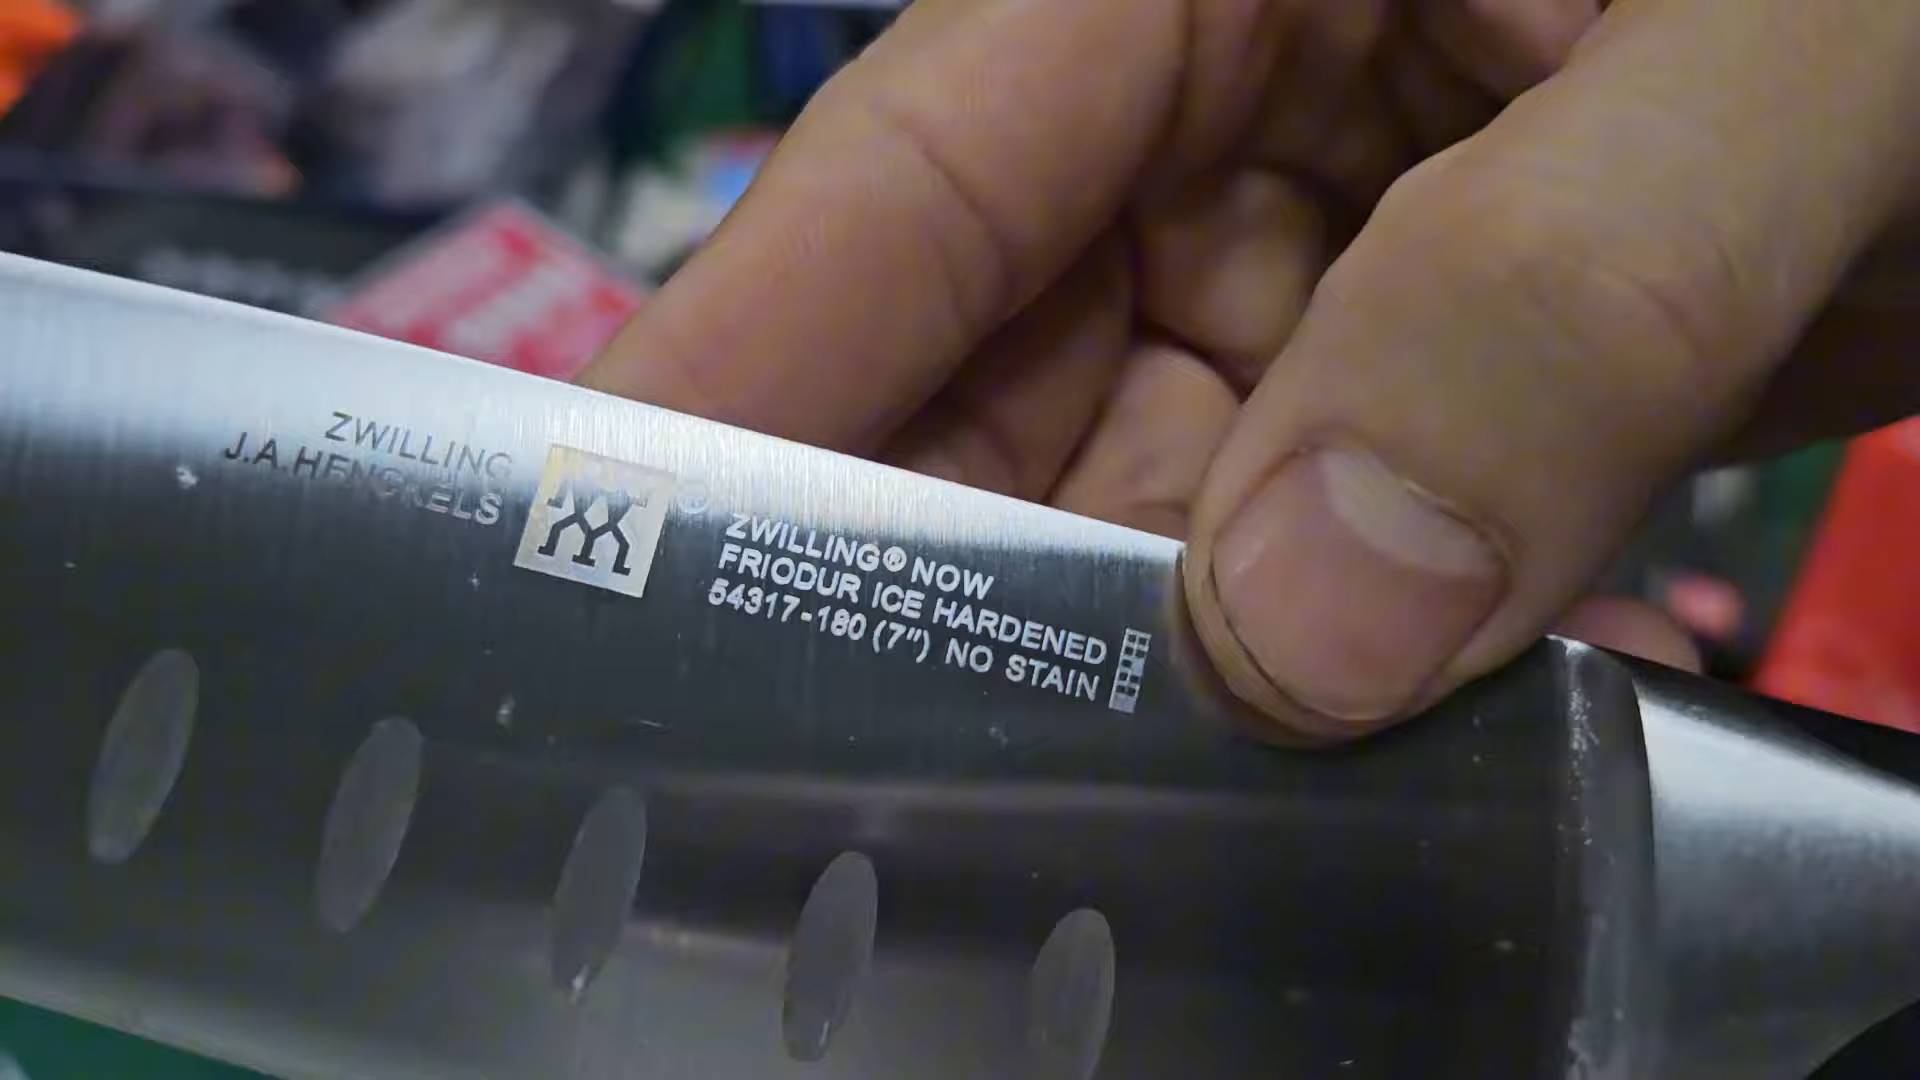 ZWILLING
J.A.HENCKELS
ZWILLING® NOW
FRIODUR ICE HARDENED
54317-180 (7") NO STAIN